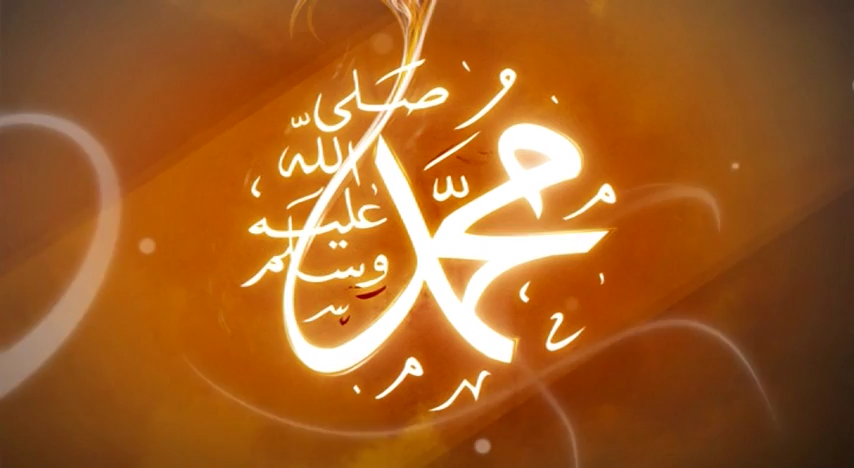 محمد
صلى
الله
عليه
وسلم